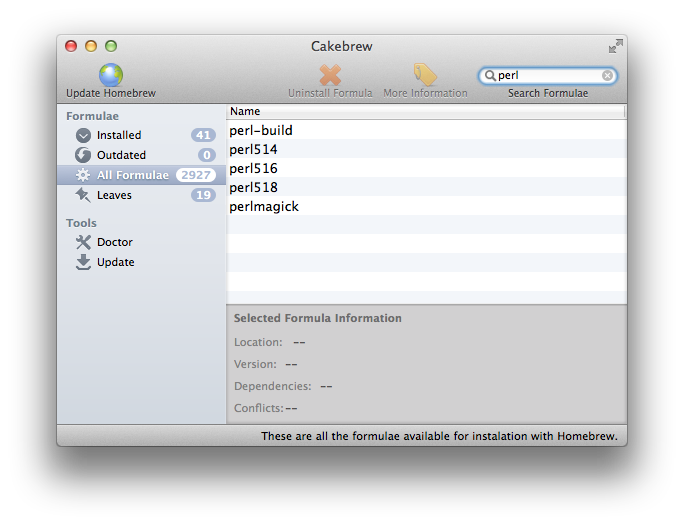 Cakebrew
Update Homebrew
Uninstall Formula
More Information
perl
Search Formulae
Formulae
Installed 41
Outdated 0
All Formulae 2927
Leaves 19
Tools
Doctor
Update
Name
perl-build
perl514
perl516
perl518
perlmagick
Selected Formula Information
Location: --
Version: --
Dependencies: --
Conflicts: --
These are all the formulae available for instalation with Homebrew.